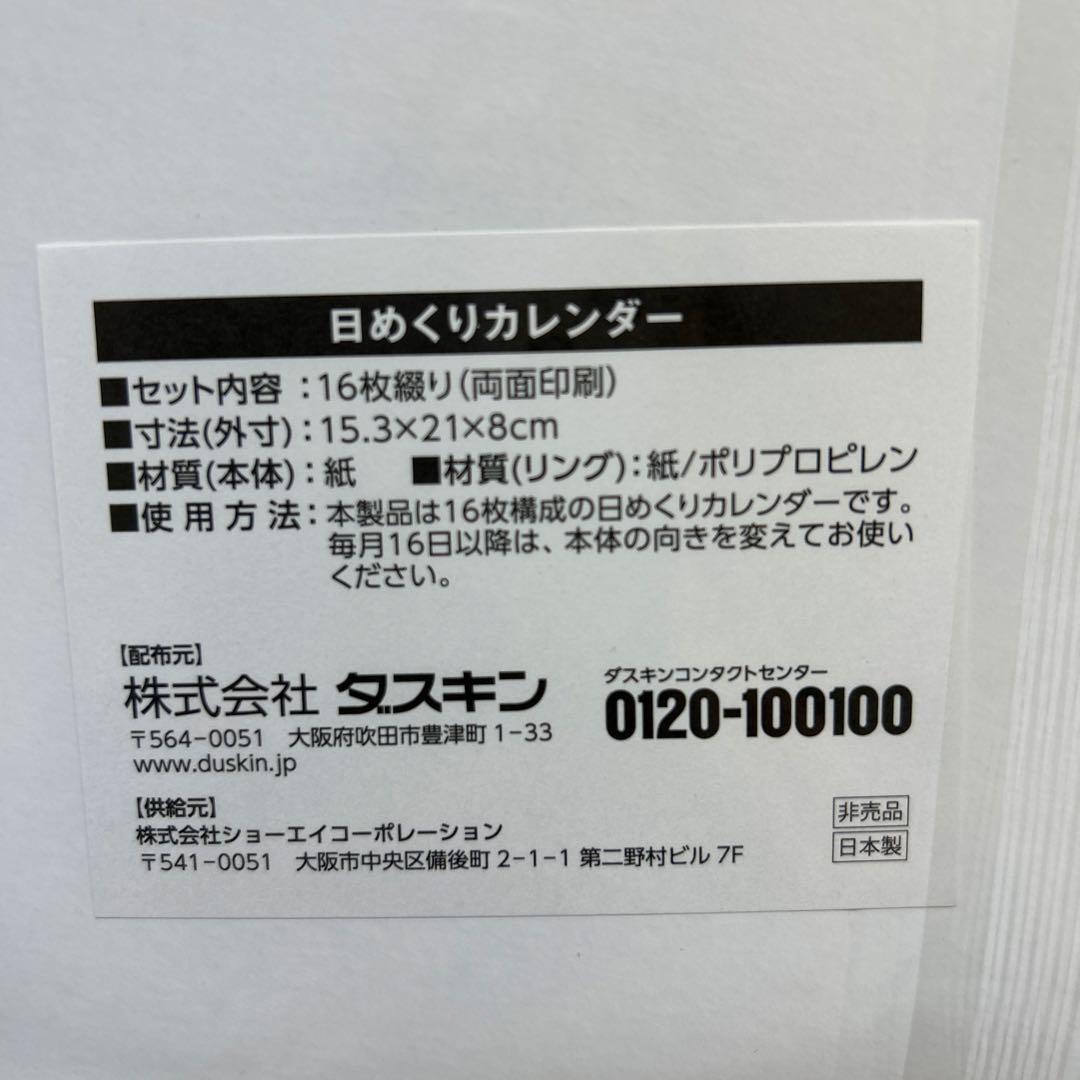 日めくりカレンダー
■セット内容:16枚綴り(両面印刷)
■寸法(外寸):15.3×21×8cm
■材質(本体):紙 ■材質(リング):紙/ポリプロピレン
■使用方法:本製品は16枚構成の日めくりカレンダーです。
毎月16日以降は、本体の向きを変えてお使い
ください。
【配布元】
株式会社 ダスキン
〒564-0051 大阪府吹田市豊津町1-33
www.duskin.jp
ダスキンコンタクトセンター
0120-100100
【供給元】
株式会社ショーエイコーポレーション
〒541-0051 大阪市中央区備後町2-1-1 第二野村ビル7F
非売品
日本製